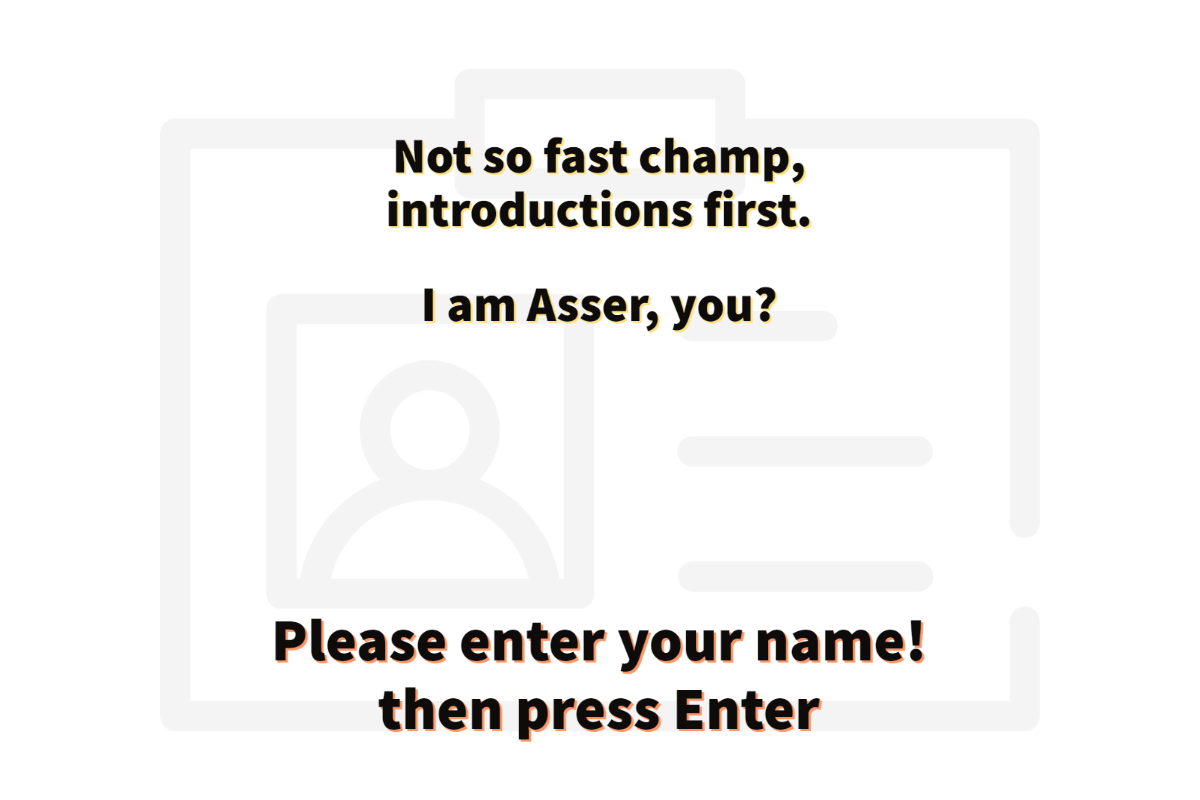 Not so fast champ,
introductions first.
I am Asser, you?
Please enter your name!
then press Enter